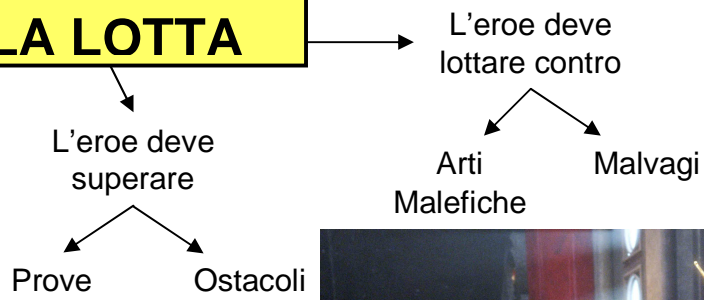 LA LOTTA
L'eroe deve
lottare contro
Arti
Malefiche
Malvagi
L'eroe deve
superare
Prove
Ostacoli